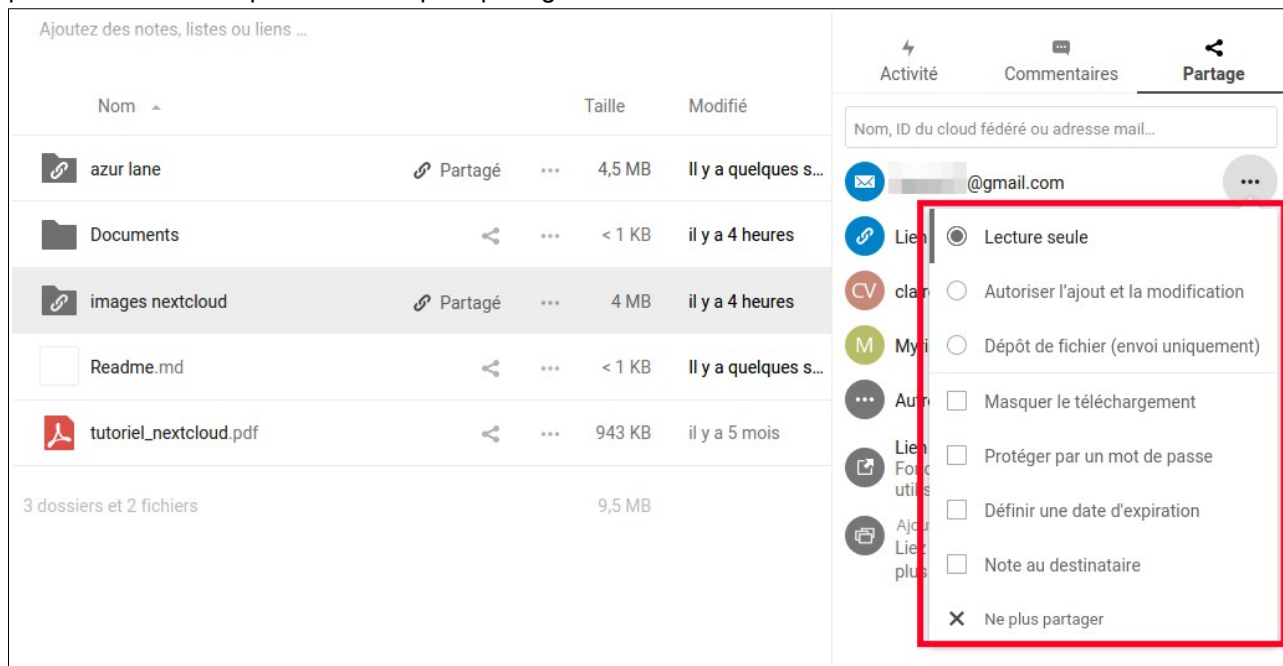 Ajoutez des notes, listes ou liens ...
Activité
Commentaires
Partage
Nom
Taille
Modifié
Nom, ID du cloud fédéré ou adresse mail...
azur lane
Partagé
4,5 MB
Il y a quelques s...
@gmail.com
Documents
< 1 KB
il y a 4 heures
Lien
Lecture seule
images nextcloud
Partagé
4 MB
il y a 4 heures
CV
Autoriser l'ajout et la modification
Readme.md
< 1 KB
Il y a quelques s...
M
Dépôt de fichier (envoi uniquement)
tutoriel_nextcloud.pdf
943 KB
il y a 5 mois
Masquer le téléchargement
Lien
Protéger par un mot de passe
3 dossiers et 2 fichiers
9,5 MB
Définir une date d'expiration
Liez
plus
Note au destinataire
Ne plus partager